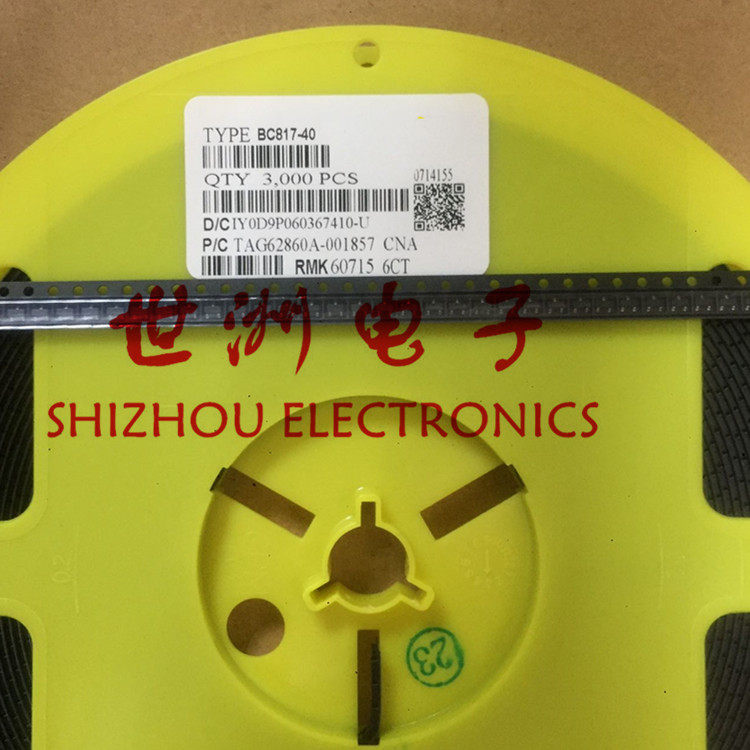 TYPE BC817-40
QTY 3,000 PCS
0714155
D/C IY0D9P060367410-U
P/C TAG62860A-001857 CNA
RMK 60715 6CT
世洲电子
SHIZHOU ELECTRONICS
02
23